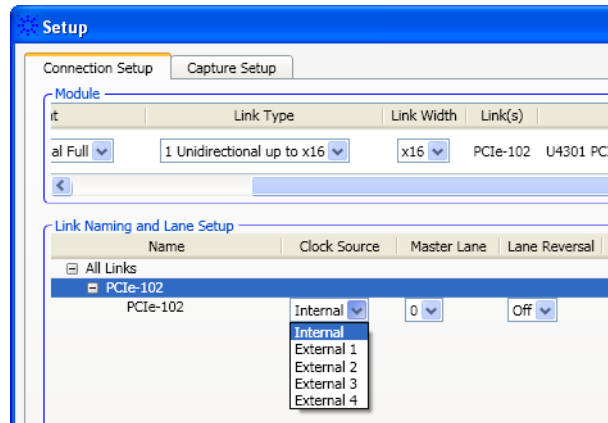 Setup
Connection Setup Capture Setup
Module
Link Type Link Width Link(s)
al Full 1 Unidirectional up to x16 x16 PCIe-102 U4301 PC
Link Naming and Lane Setup
Name Clock Source Master Lane Lane Reversal
All Links
PCIe-102
PCIe-102 Internal 0 Off
Internal
External 1
External 2
External 3
External 4